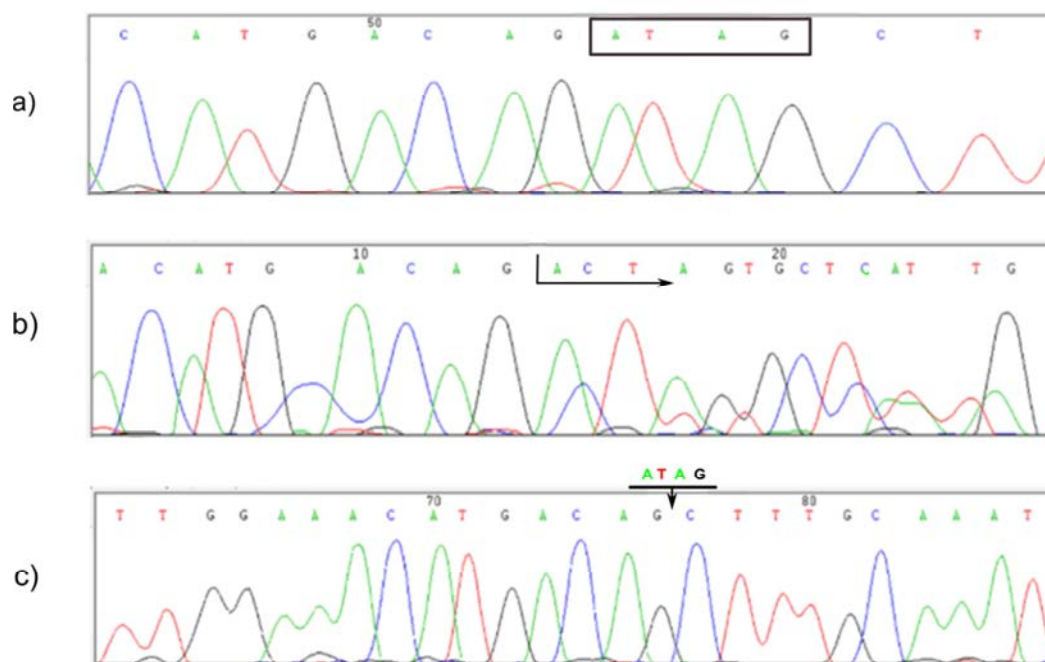 50
C A T G A C A G A T A G C T
a)
10 20
A C A T G A C A G A C T A G T G C T C A T T G
b)
A T A G
70 80
T T G G A A A C A T G A C A G C T T T G C A A A T
c)